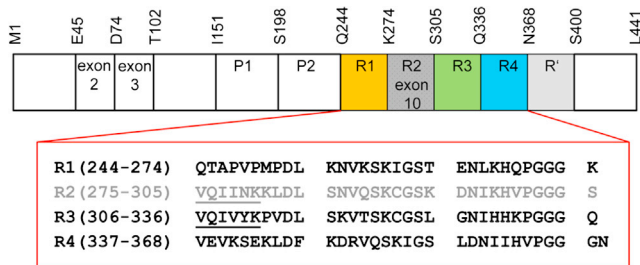 M1 E45 D74 T102 I151 S198 Q244 K274 S305 Q336 N368 S400 L441
exon 2 exon 3 P1 P2 R1 R2 exon 10 R3 R4 R'
R1(244-274) QTAPVPMPDL KNVKSKIGST ENLKHQPGGG K
R2(275-305) VQIINKKLDL SNVQSKCGSK DNIKHVPGGG S
R3(306-336) VQIVYKPVDL SKVTSKCGSL GNIHHKPGGG Q
R4(337-368) VEVKSEKLDF KDRVQSKIGS LDNIIHVPGG GN